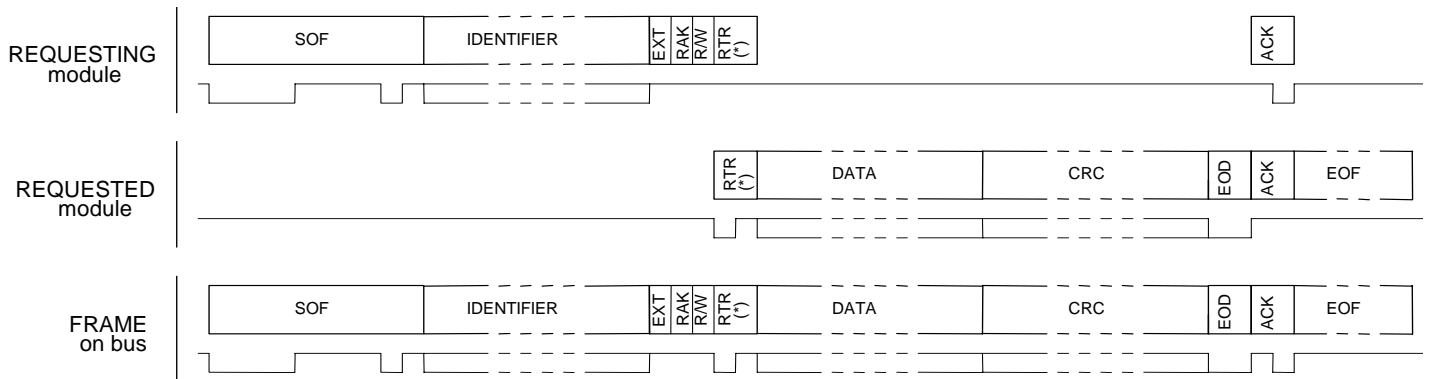 REQUESTING
module
SOF
IDENTIFIER
EXT
RAK
R/W
RTR
(*)
ACK
REQUESTED
module
RTR
(*)
DATA
CRC
EOD
ACK
EOF
FRAME
on bus
SOF
IDENTIFIER
EXT
RAK
R/W
RTR
(*)
DATA
CRC
EOD
ACK
EOF